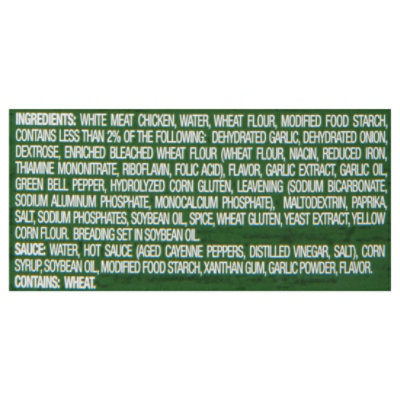 INGREDIENTS: WHITE MEAT CHICKEN, WATER, WHEAT FLOUR, MODIFIED FOOD STARCH,
CONTAINS LESS THAN 2% OF THE FOLLOWING: DEHYDRATED GARLIC, DEHYDRATED ONION,
DEXTROSE, ENRICHED BLEACHED WHEAT FLOUR (WHEAT FLOUR, NIACIN, REDUCED IRON,
THIAMINE MONONITRATE, RIBOFLAVIN, FOLIC ACID), FLAVOR, GARLIC EXTRACT, GARLIC OIL,
GREEN BELL PEPPER, HYDROLYZED CORN GLUTEN, LEAVENING (SODIUM BICARBONATE,
SODIUM ALUMINUM PHOSPHATE, MONOCALCIUM PHOSPHATE), MALTODEXTRIN, PAPRIKA,
SALT, SODIUM PHOSPHATES, SOYBEAN OIL, SPICE, WHEAT GLUTEN, YEAST EXTRACT, YELLOW
CORN FLOUR. BREADING SET IN SOYBEAN OIL.
SAUCE: WATER, HOT SAUCE (AGED CAYENNE PEPPERS, DISTILLED VINEGAR, SALT), CORN
SYRUP, SOYBEAN OIL, MODIFIED FOOD STARCH, XANTHAN GUM, GARLIC POWDER, FLAVOR.
CONTAINS: WHEAT.